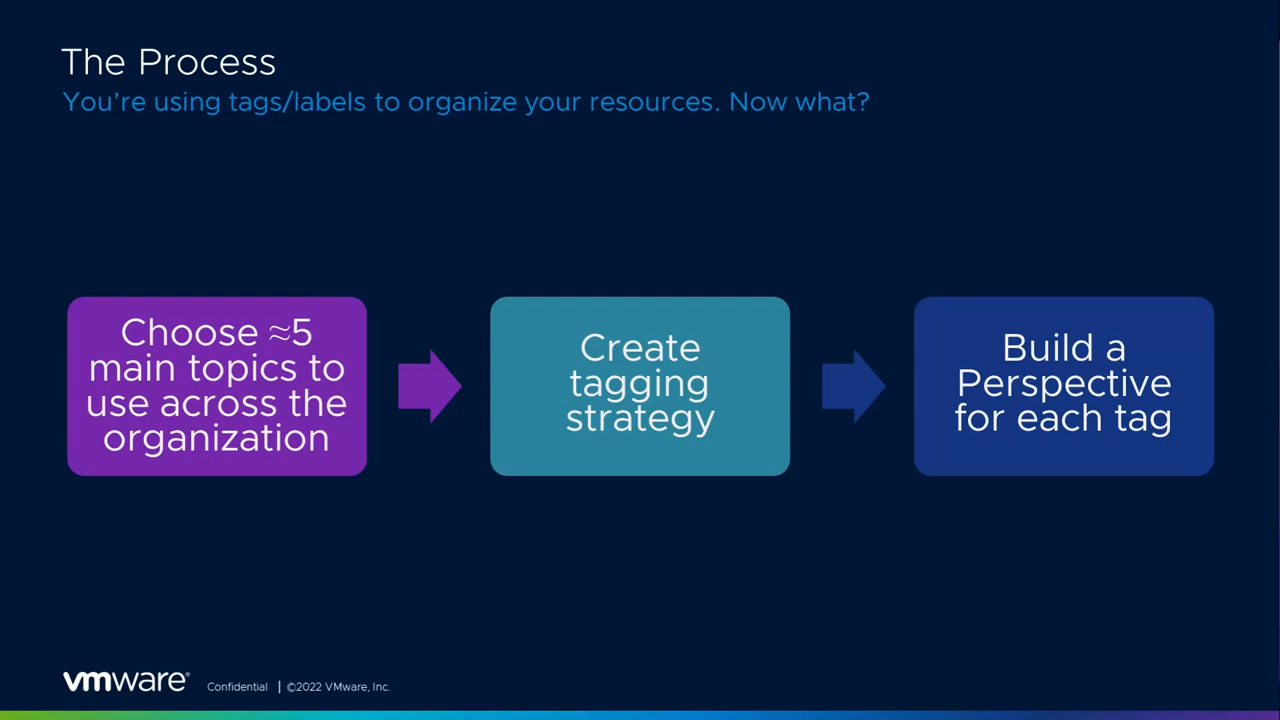 The Process
You're using tags/labels to organize your resources. Now what?
Choose ≈5
main topics to
use across the
organization
Create
tagging
strategy
Build a
Perspective
for each tag
vmware®
Confidential | ©2022 VMware, Inc.